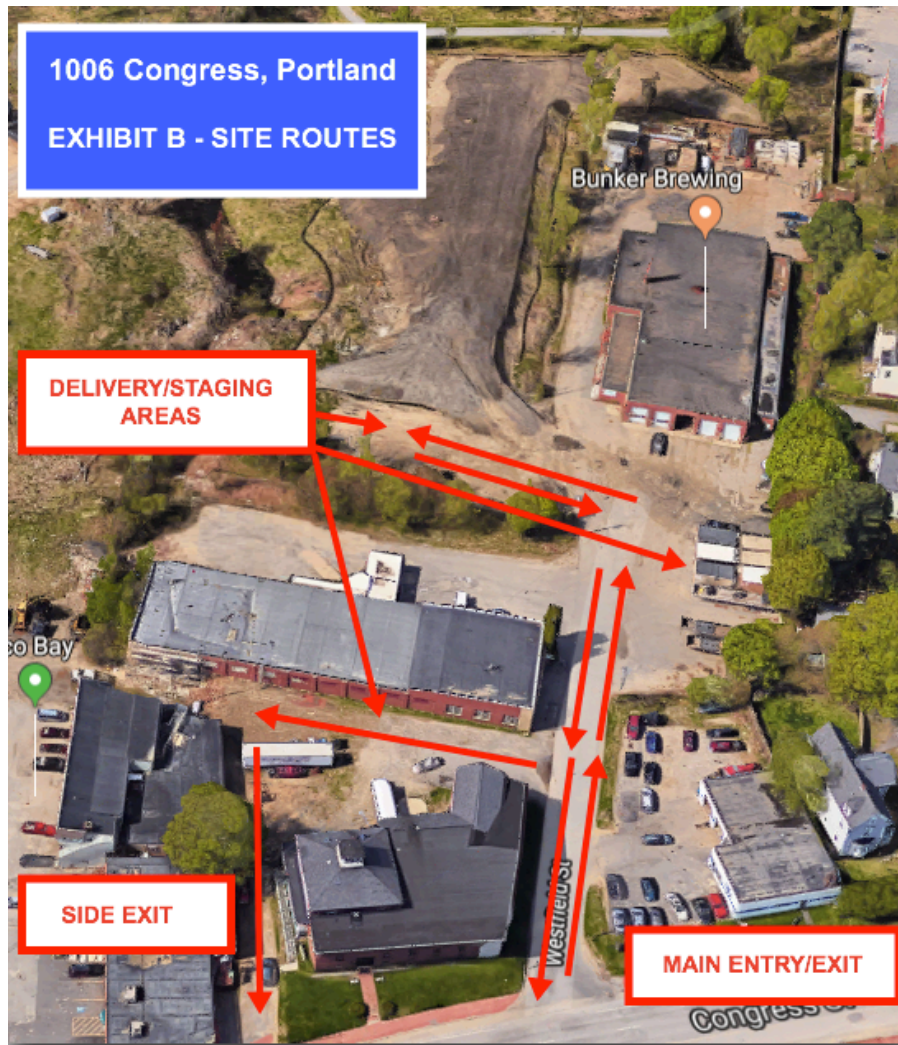 1006 Congress, Portland
EXHIBIT B - SITE ROUTES
Bunker Brewing
DELIVERY/STAGING
AREAS
co Bay
SIDE EXIT
Westfield St
MAIN ENTRY/EXIT
Congress